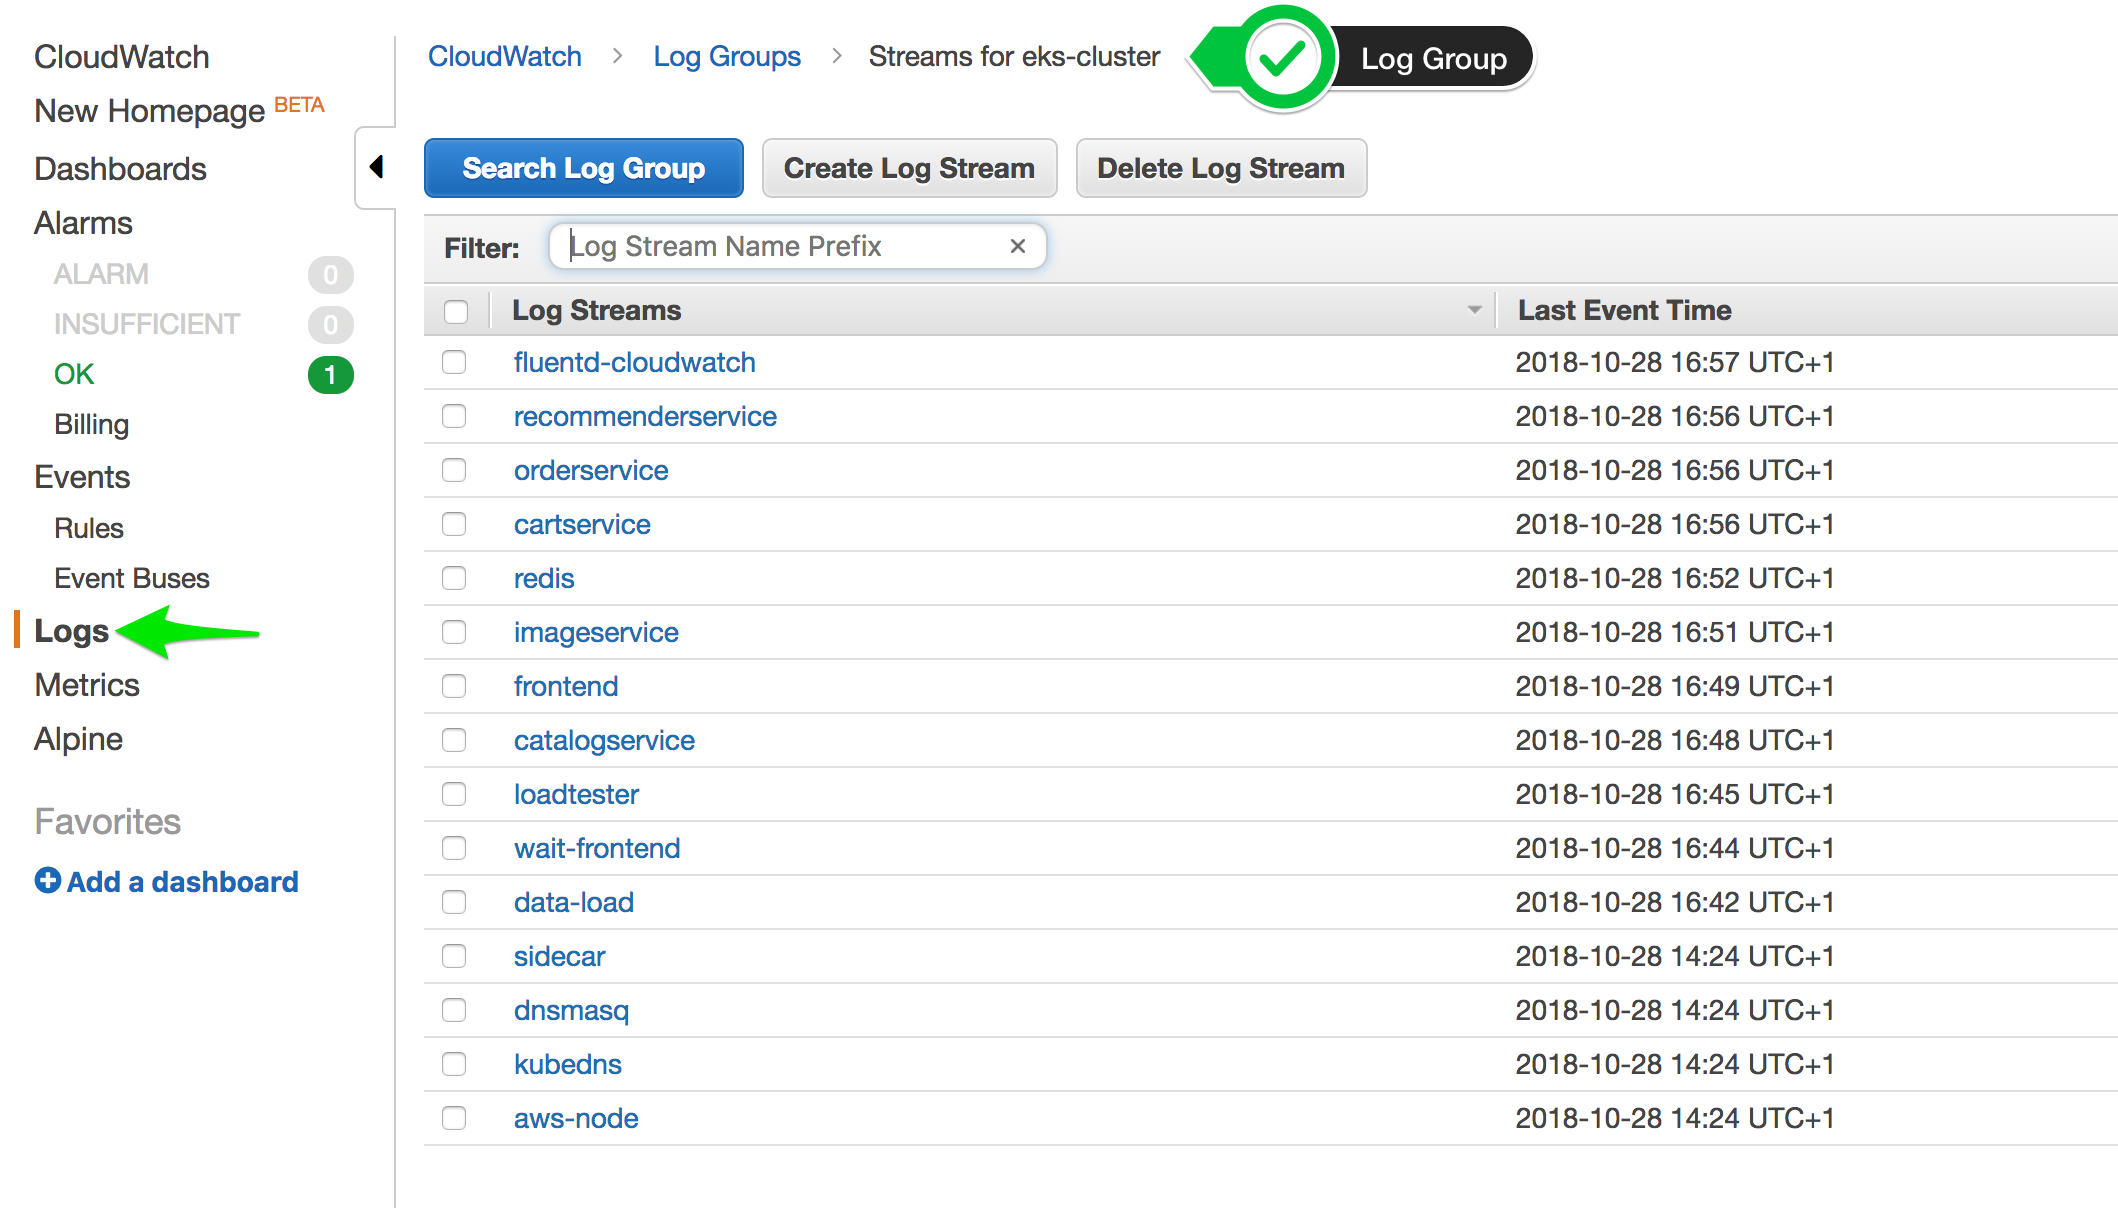 CloudWatch
New Homepage BETA
Dashboards
Alarms
ALARM 0
INSUFFICIENT 0
OK 1
Billing
Events
Rules
Event Buses
Logs
Metrics
Alpine
Favorites
Add a dashboard
CloudWatch > Log Groups > Streams for eks-cluster
Log Group
Search Log Group Create Log Stream Delete Log Stream
Filter: Log Stream Name Prefix ×
Log Streams Last Event Time
fluentd-cloudwatch 2018-10-28 16:57 UTC+1
recommenderservice 2018-10-28 16:56 UTC+1
orderservice 2018-10-28 16:56 UTC+1
cartservice 2018-10-28 16:56 UTC+1
redis 2018-10-28 16:52 UTC+1
imageservice 2018-10-28 16:51 UTC+1
frontend 2018-10-28 16:49 UTC+1
catalogservice 2018-10-28 16:48 UTC+1
loadtester 2018-10-28 16:45 UTC+1
wait-frontend 2018-10-28 16:44 UTC+1
data-load 2018-10-28 16:42 UTC+1
sidecar 2018-10-28 14:24 UTC+1
dnsmasq 2018-10-28 14:24 UTC+1
kubedns 2018-10-28 14:24 UTC+1
aws-node 2018-10-28 14:24 UTC+1